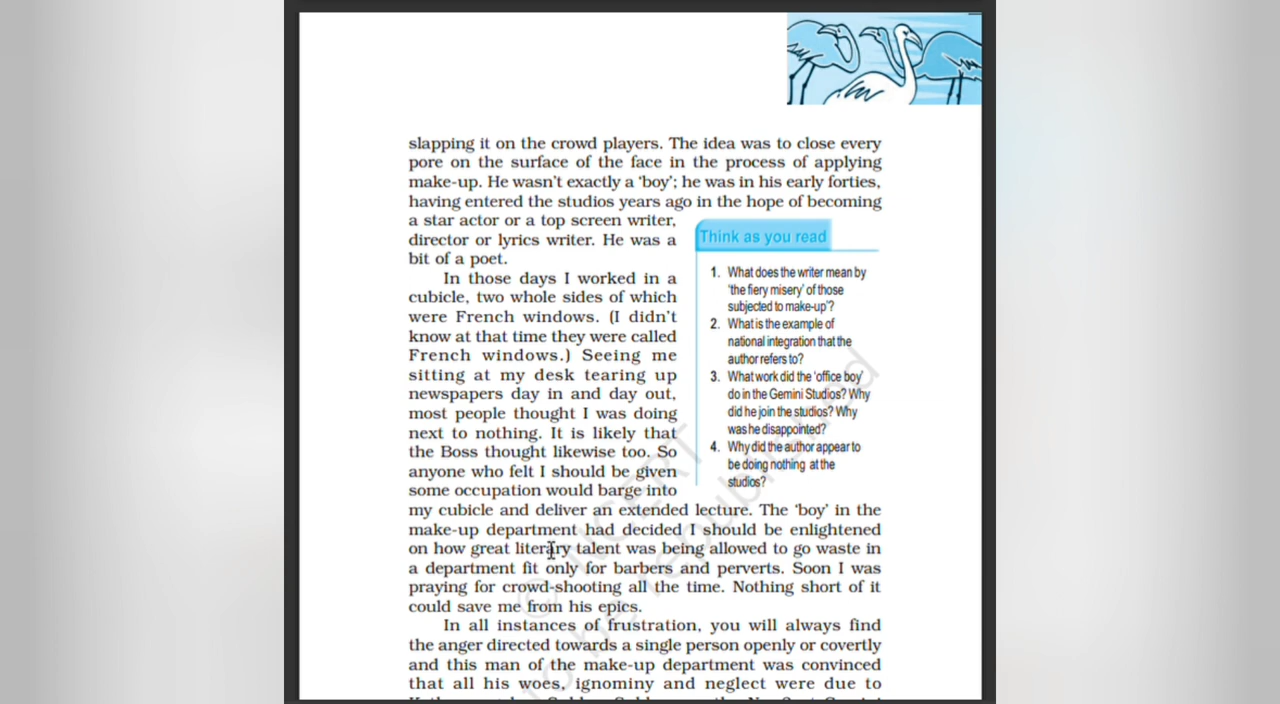 slapping it on the crowd players. The idea was to close every
pore on the surface of the face in the process of applying
make-up. He wasn't exactly a 'boy'; he was in his early forties,
having entered the studios years ago in the hope of becoming
a star actor or a top screen writer,
director or lyrics writer. He was a
bit of a poet.
In those days I worked in a
cubicle, two whole sides of which
were French windows. (I didn't
know at that time they were called
French windows.) Seeing me
sitting at my desk tearing up
newspapers day in and day out,
most people thought I was doing
next to nothing. It is likely that
the Boss thought likewise too. So
anyone who felt I should be given
some occupation would barge into
my cubicle and deliver an extended lecture. The 'boy' in the
make-up department had decided I should be enlightened
on how great literary talent was being allowed to go waste in
a department fit only for barbers and perverts. Soon I was
praying for crowd-shooting all the time. Nothing short of it
could save me from his epics.
In all instances of frustration, you will always find
the anger directed towards a single person openly or covertly
and this man of the make-up department was convinced
that all his woes, ignominy and neglect were due to
Think as you read
1. What does the writer mean by
'the fiery misery' of those
subjected to make-up'?
2. What is the example of
national integration that the
author refers to?
3. What work did the 'office boy'
do in the Gemini Studios? Why
did he join the studios? Why
was he disappointed?
4. Why did the author appear to
be doing nothing at the
studios?
© NCERT
to be republished